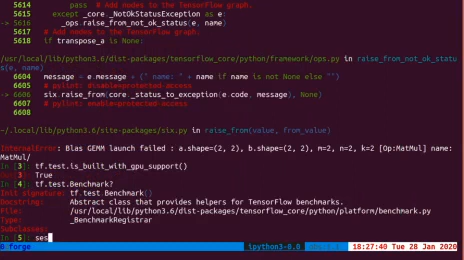 5614 pass # Add nodes to the TensorFlow graph.
5615 except _core._NotOkStatusException as e:
-> 5616 _ops.raise_from_not_ok_status(e, name)
5617 # Add nodes to the TensorFlow graph.
5618 if transpose_a is None:
/usr/local/lib/python3.6/dist-packages/tensorflow_core/python/framework/ops.py in raise_from_not_ok_statu
s(e, name)
6604 message = e.message + (" name: " + name if name is not None else "")
6605 # pylint: disable=protected-access
-> 6606 six.raise_from(core._status_to_exception(e.code, message), None)
6607 # pylint: enable=protected-access
6608
~/.local/lib/python3.6/site-packages/six.py in raise_from(value, from_value)
InternalError: Blas GEMM launch failed : a.shape=(2, 2), b.shape=(2, 2), m=2, n=2, k=2 [Op:MatMul] name:
MatMul/
In [3]: tf.test.is_built_with_gpu_support()
Out[3]: True
In [4]: tf.test.Benchmark?
Init signature: tf.test.Benchmark()
Docstring: Abstract class that provides helpers for TensorFlow benchmarks.
File: /usr/local/lib/python3.6/dist-packages/tensorflow_core/python/platform/benchmark.py
Type: _BenchmarkRegistrar
Subclasses:
In [5]: ses
0 forge ipython3-0.0 18:27:40 Tue 28 Jan 2020